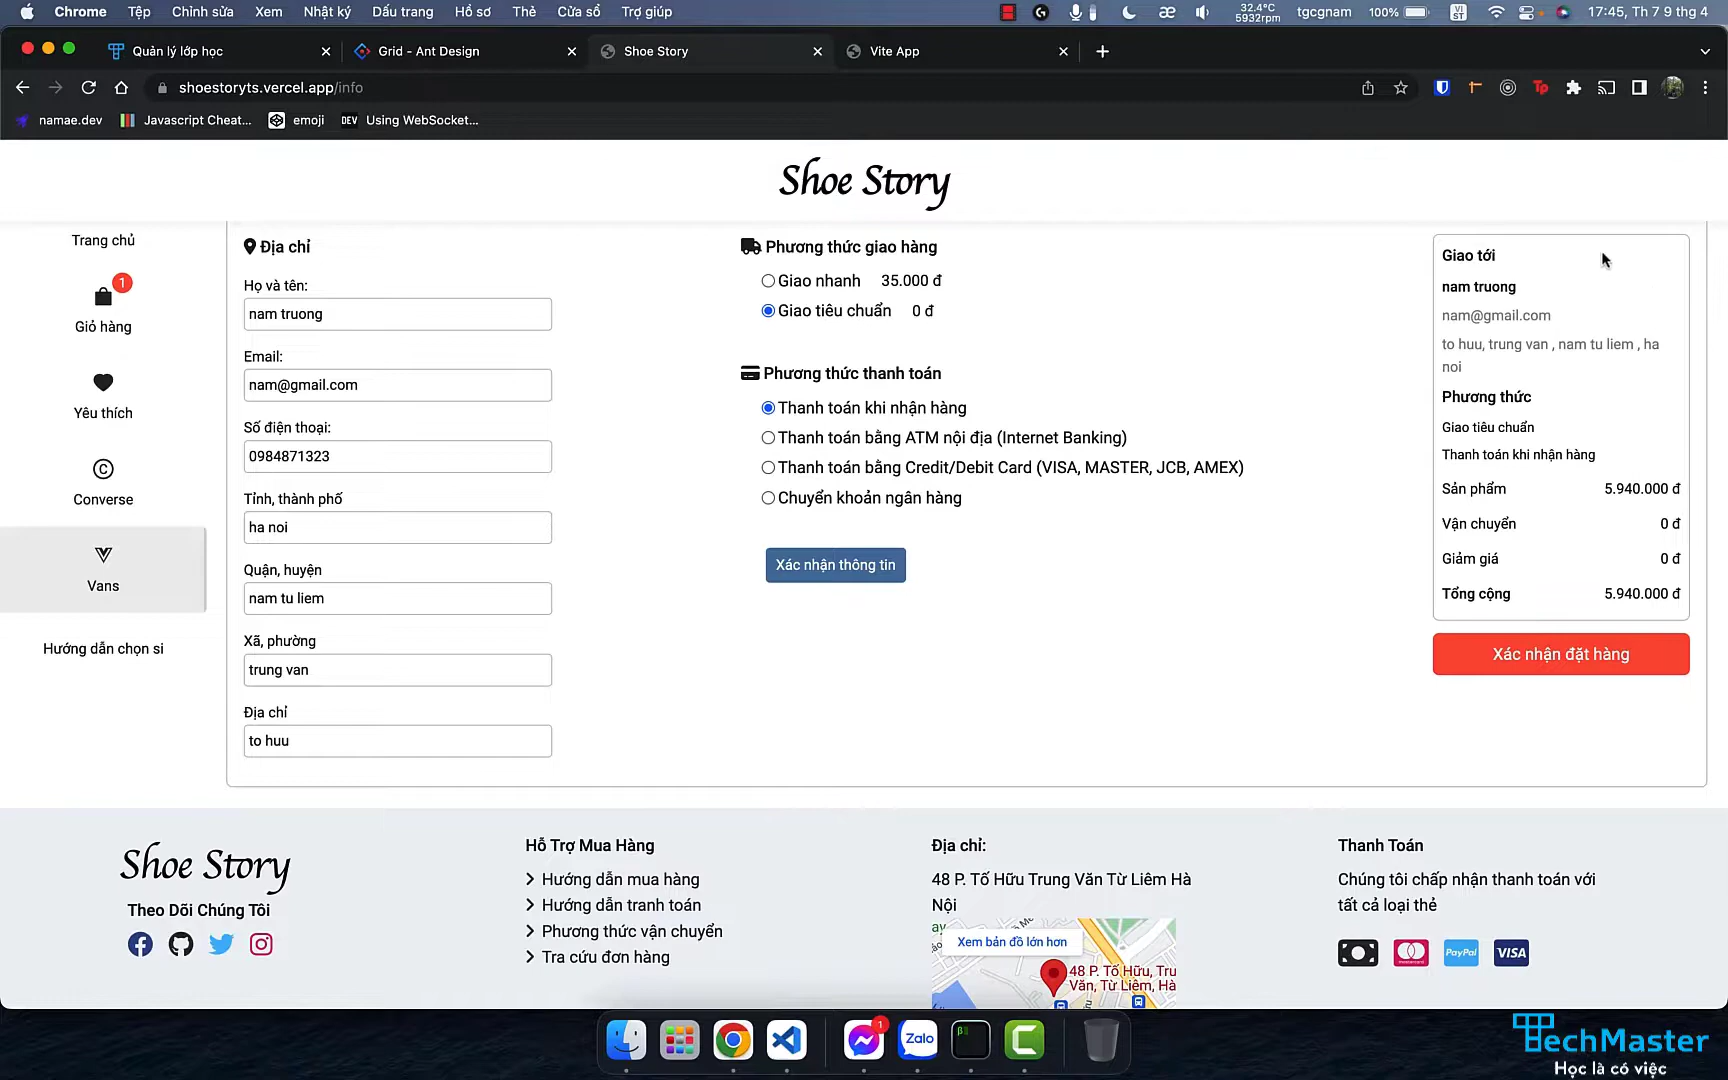 Chrome Tệp Chỉnh sửa Xem Nhật ký Dấu trang Hồ sơ Thẻ Cửa sổ Trợ giúp 32.4°C 5932rpm tgcgnam 100% VI ST 17:45, Th 7 9 thg 4
Quản lý lớp học Grid - Ant Design Shoe Story Vite App
shoestoryts.vercel.app/info
namae.dev Javascript Cheat... emoji DEV Using WebSocket...
Shoe Story
Trang chủ
1
Giỏ hàng
Yêu thích
Converse
Vans
Hướng dẫn chọn si
Địa chỉ
Họ và tên:
nam truong
Email:
nam@gmail.com
Số điện thoại:
0984871323
Tỉnh, thành phố
ha noi
Quận, huyện
nam tu liem
Xã, phường
trung van
Địa chỉ
to huu
Phương thức giao hàng
Giao nhanh 35.000 đ
Giao tiêu chuẩn 0 đ
Phương thức thanh toán
Thanh toán khi nhận hàng
Thanh toán bằng ATM nội địa (Internet Banking)
Thanh toán bằng Credit/Debit Card (VISA, MASTER, JCB, AMEX)
Chuyển khoản ngân hàng
Xác nhận thông tin
Giao tới
nam truong
nam@gmail.com
to huu, trung van , nam tu liem , ha
noi
Phương thức
Giao tiêu chuẩn
Thanh toán khi nhận hàng
Sản phẩm 5.940.000 đ
Vận chuyển 0 đ
Giảm giá 0 đ
Tổng cộng 5.940.000 đ
Xác nhận đặt hàng
Shoe Story
Theo Dõi Chúng Tôi
Hỗ Trợ Mua Hàng
Hướng dẫn mua hàng
Hướng dẫn tranh toán
Phương thức vận chuyển
Tra cứu đơn hàng
Địa chỉ:
48 P. Tố Hữu Trung Văn Từ Liêm Hà
Nội
Xem bản đồ lớn hơn
48 P. Tố Hữu, Tru
Văn, Từ Liêm, Hà
Thanh Toán
Chúng tôi chấp nhận thanh toán với
tất cả loại thẻ
PayPal VISA
1
Zalo
TechMaster
Học là có việc